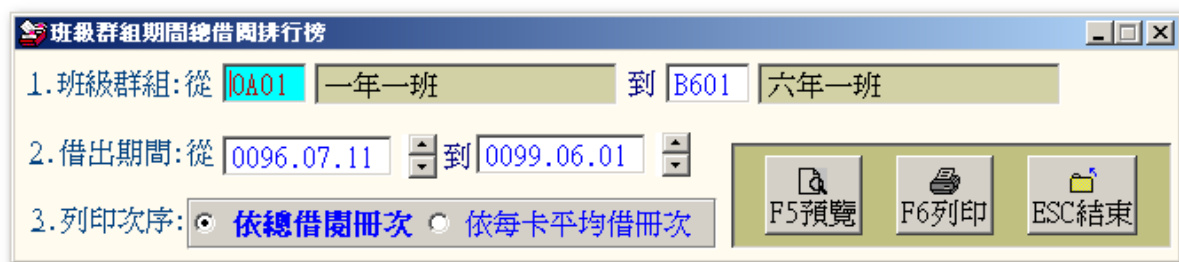 班級群組期間總借閱排行榜
1.班級群組:從 0A01 一年一班 到 B601 六年一班
2.借出期間:從 0096.07.11 到 0099.06.01
3.列印次序: 依總借閱冊次 依每卡平均借冊次
F5預覽 F6列印 ESC結束